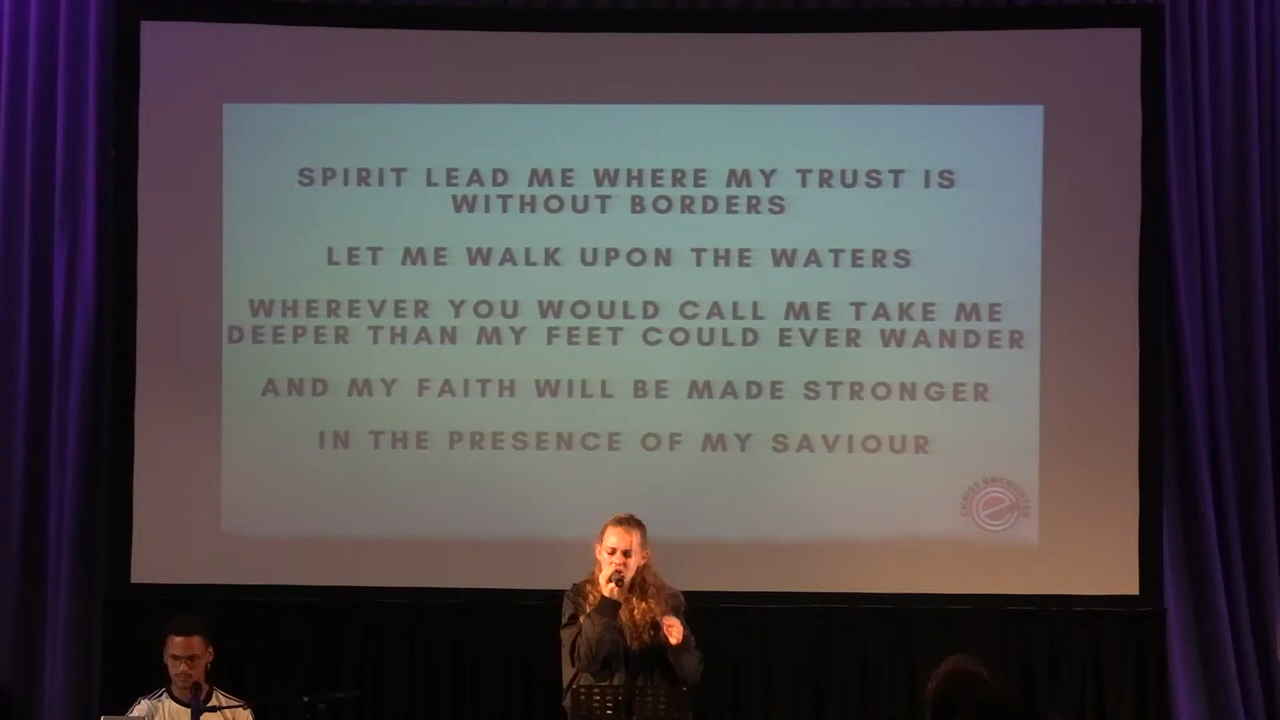 SPIRIT LEAD ME WHERE MY TRUST IS
WITHOUT BORDERS
LET ME WALK UPON THE WATERS
WHEREVER YOU WOULD CALL ME TAKE ME
DEEPER THAN MY FEET COULD EVER WANDER
AND MY FAITH WILL BE MADE STRONGER
IN THE PRESENCE OF MY SAVIOUR
CHRIST ENCOUNTER